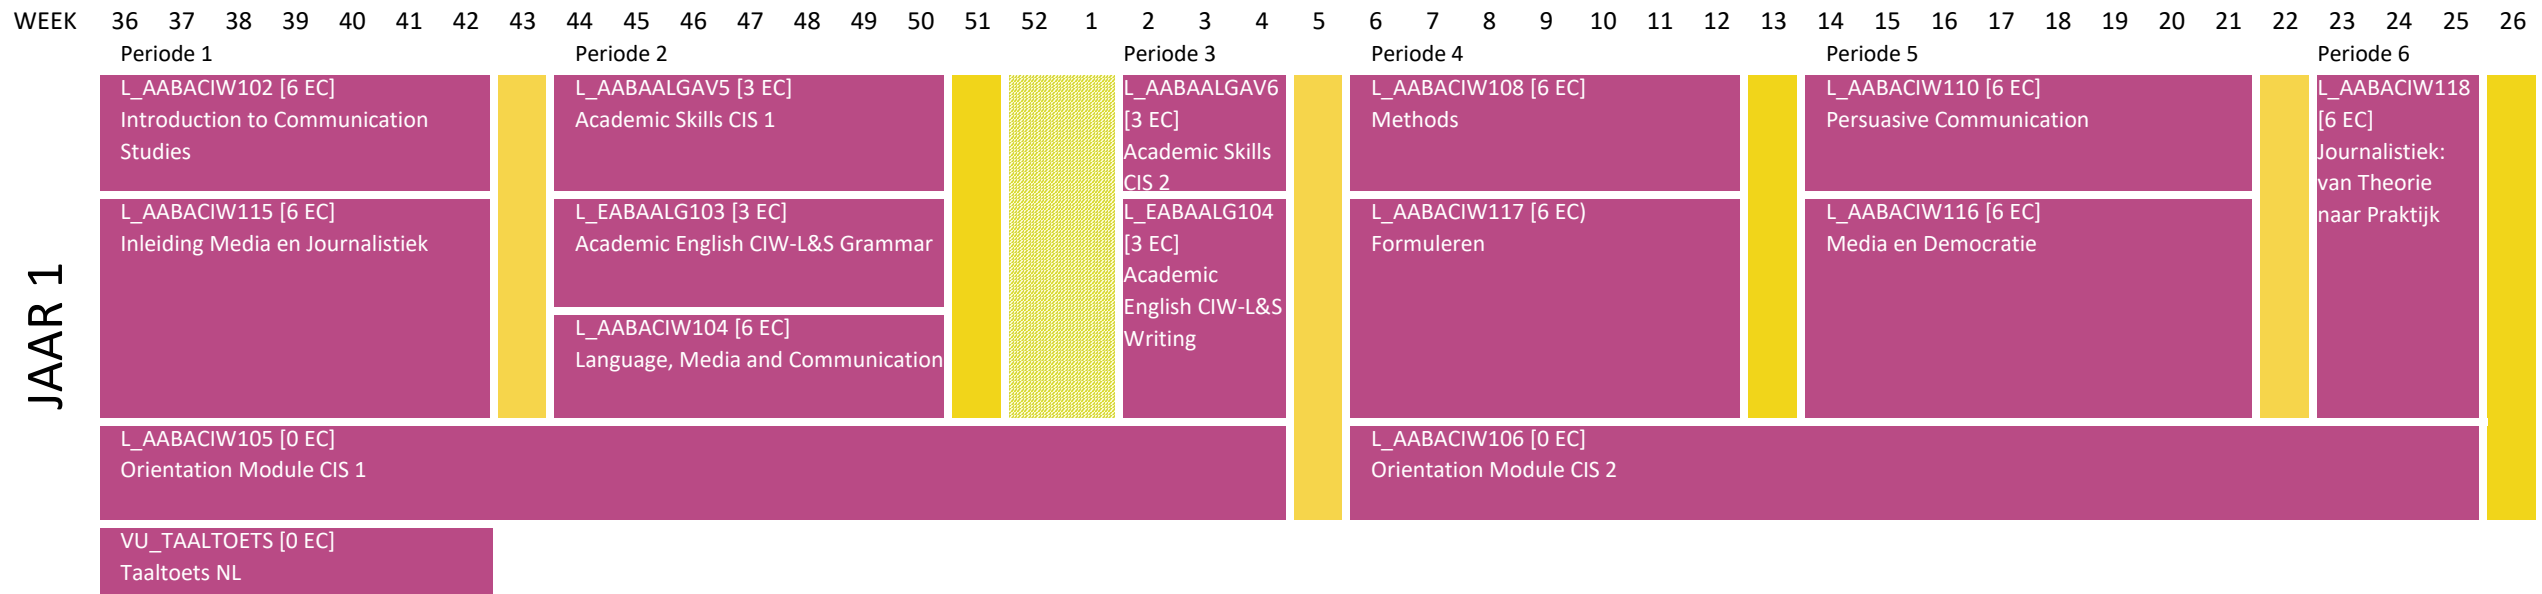 WEEK 36 37 38 39 40 41 42 43 44 45 46 47 48 49 50 51 52 1 2 3 4 5 6 7 8 9 10 11 12 13 14 15 16 17 18 19 20 21 22 23 24 25 26
Periode 1 Periode 2 Periode 3 Periode 4 Periode 5 Periode 6
JAAR 1
L_AABACIW102 [6 EC]
Introduction to Communication
Studies
L_AABACIW115 [6 EC]
Inleiding Media en Journalistiek
L_AABAALGAV5 [3 EC]
Academic Skills CIS 1
L_EABAALG103 [3 EC]
Academic English CIW-L&S Grammar
L_AABACIW104 [6 EC]
Language, Media and Communication
L_AABAALGAV6
[3 EC]
Academic Skills
CIS 2
L_EABAALG104
[3 EC]
Academic
English CIW-L&S
Writing
L_AABACIW108 [6 EC]
Methods
L_AABACIW117 [6 EC)
Formuleren
L_AABACIW110 [6 EC]
Persuasive Communication
L_AABACIW116 [6 EC]
Media en Democratie
L_AABACIW118
[6 EC]
Journalistiek:
van Theorie
naar Praktijk
L_AABACIW105 [0 EC]
Orientation Module CIS 1
L_AABACIW106 [0 EC]
Orientation Module CIS 2
VU_TAALTOETS [0 EC]
Taaltoets NL